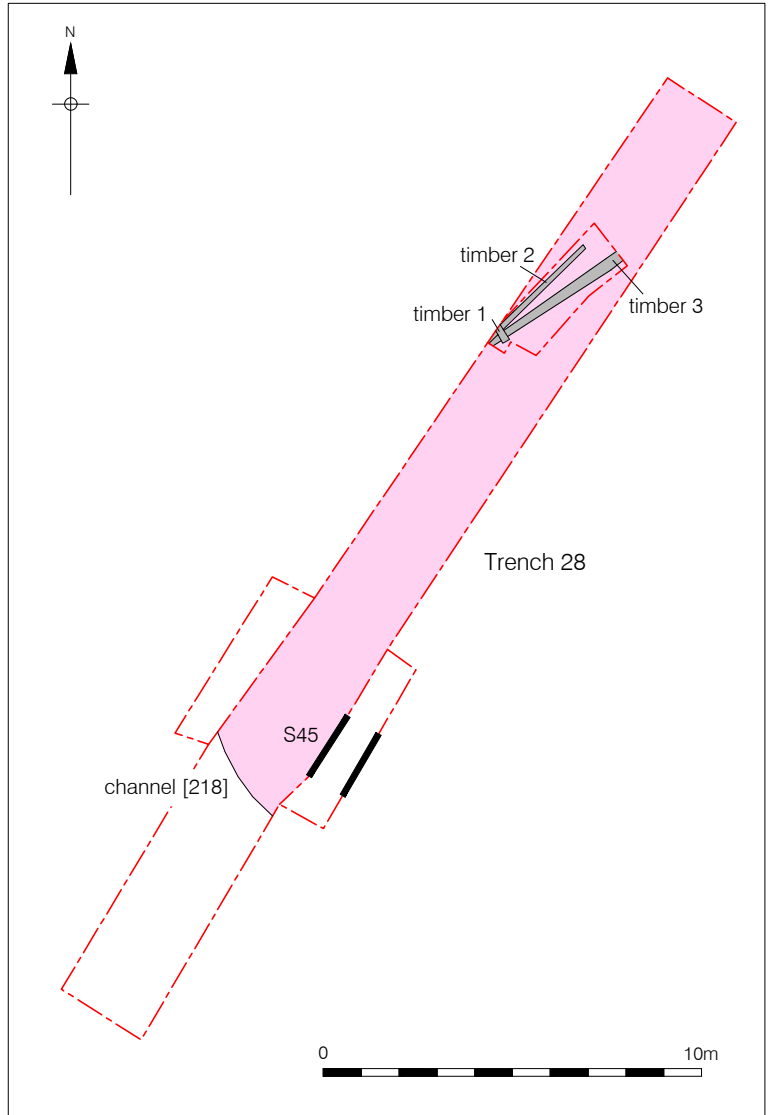 N
timber 2
timber 1
timber 3
Trench 28
S45
channel [218]
0
10m